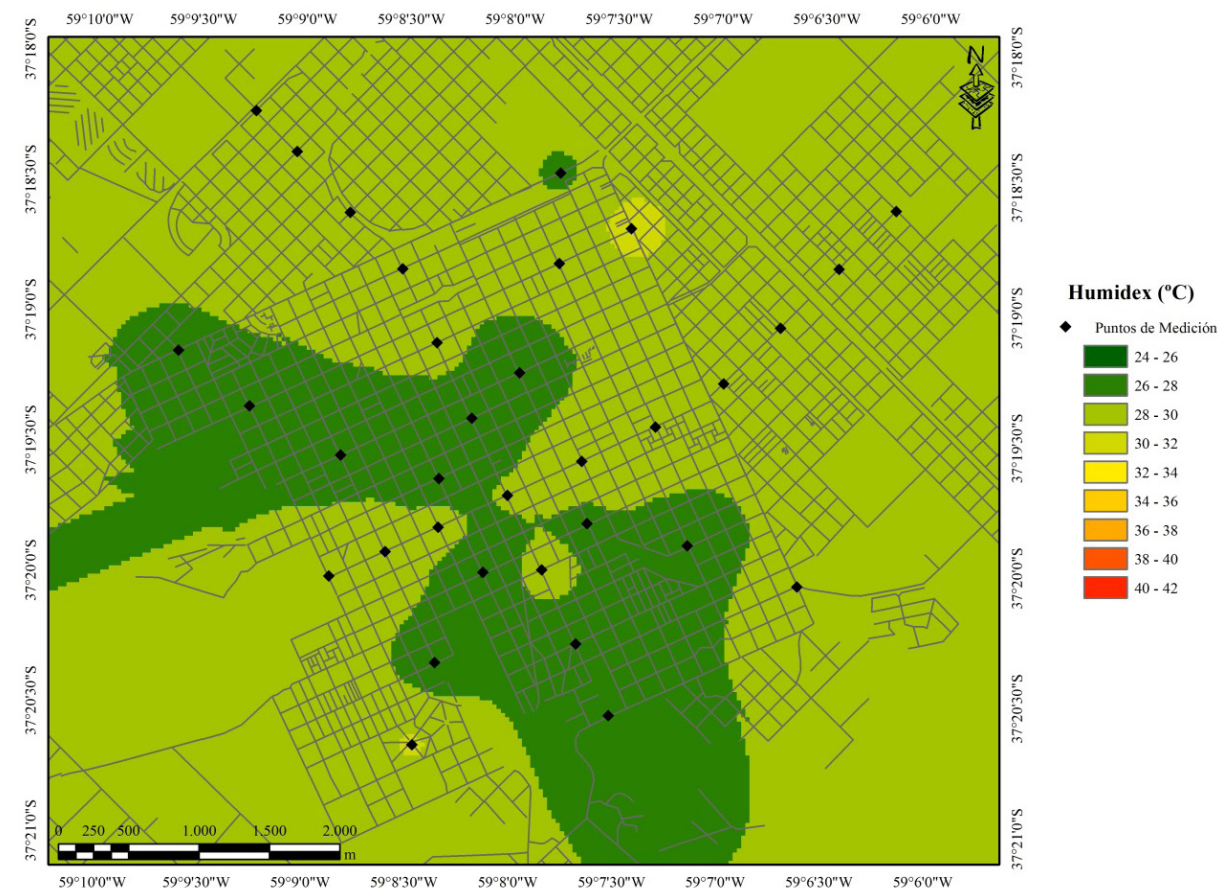 59°10'0"W 59°9'30"W 59°9'0"W 59°8'30"W 59°8'0"W 59°7'30"W 59°7'0"W 59°6'30"W 59°6'0"W
37°18'0"S
37°18'30"S
37°19'0"S
37°19'30"S
37°20'0"S
37°20'30"S
37°21'0"S
N
0 250 500 1.000 1.500 2.000
m
37°18'0"S
37°18'30"S
37°19'0"S
37°19'30"S
37°20'0"S
37°20'30"S
37°21'0"S
59°10'0"W 59°9'30"W 59°9'0"W 59°8'30"W 59°8'0"W 59°7'30"W 59°7'0"W 59°6'30"W 59°6'0"W
Humidex (ºC)
Puntos de Medición
24 - 26
26 - 28
28 - 30
30 - 32
32 - 34
34 - 36
36 - 38
38 - 40
40 - 42